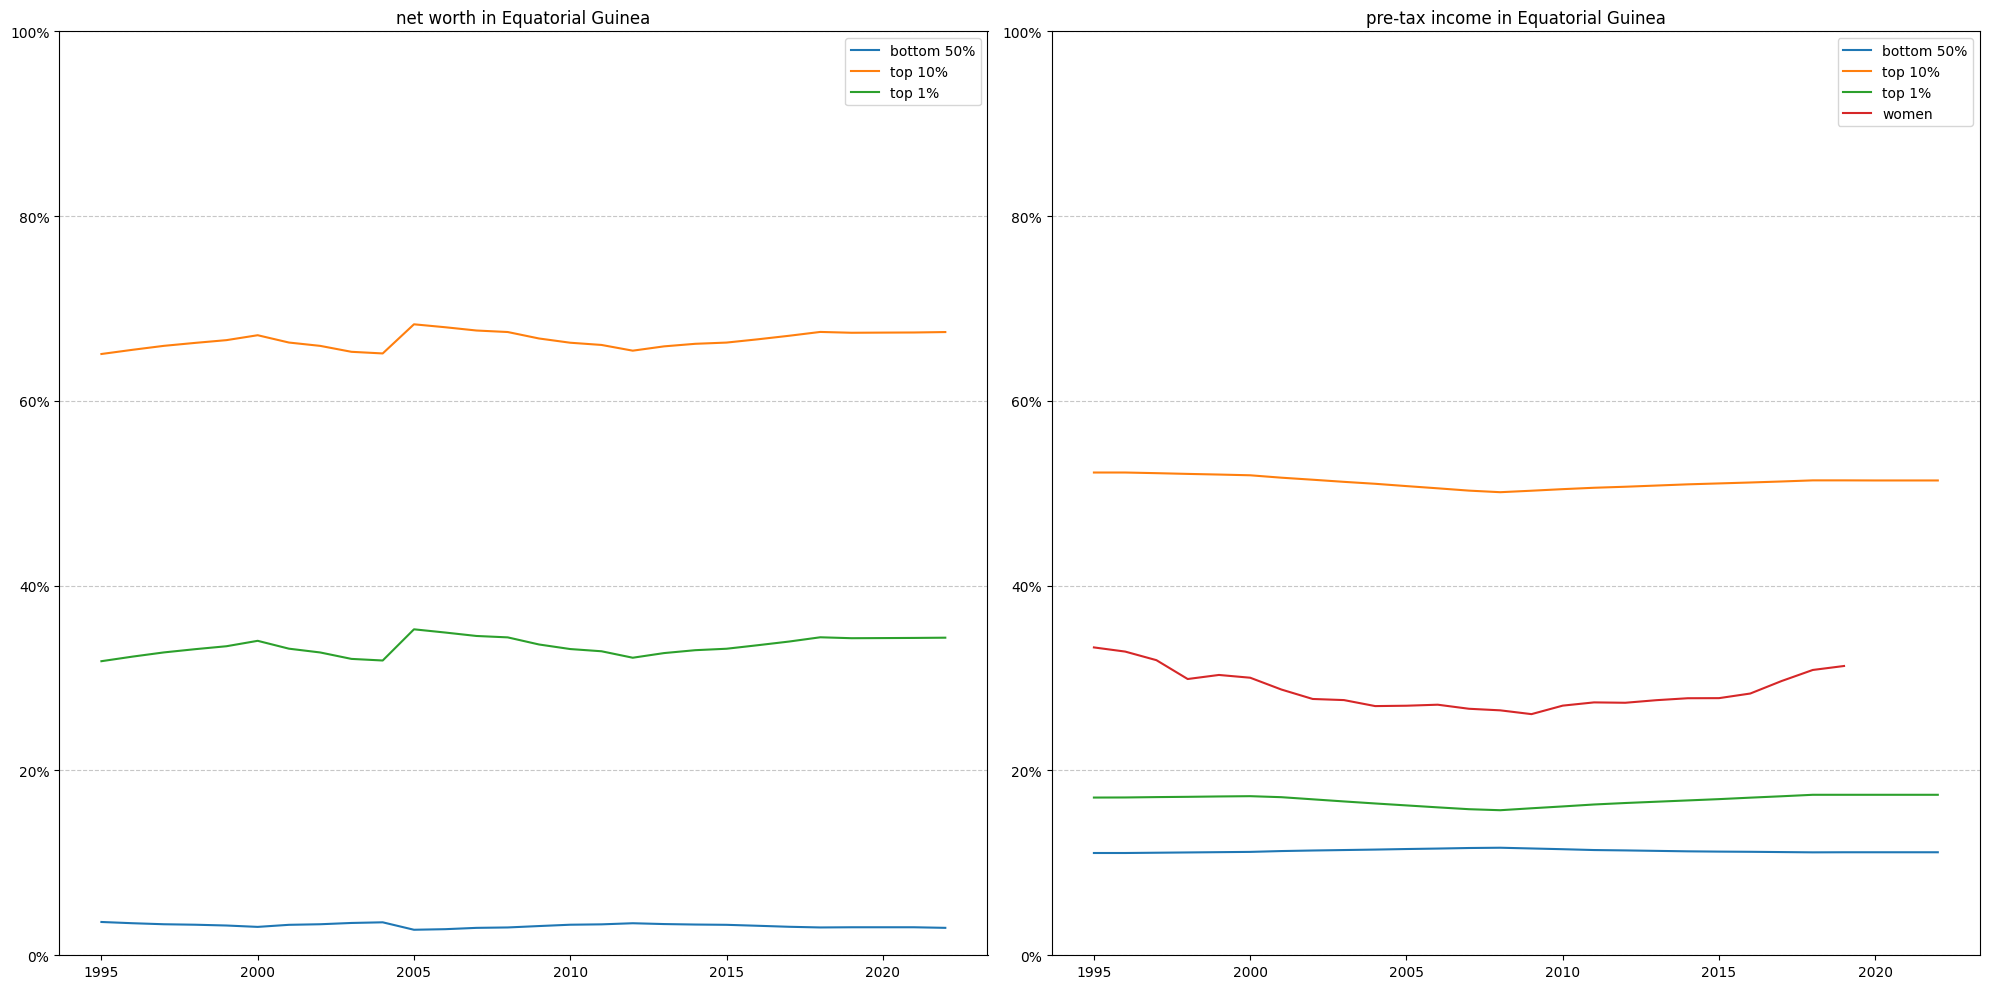 net worth in Equatorial Guinea
100%
80%
60%
40%
20%
0%
1995 2000 2005 2010 2015 2020
bottom 50%
top 10%
top 1%
pre-tax income in Equatorial Guinea
100%
80%
60%
40%
20%
0%
1995 2000 2005 2010 2015 2020
bottom 50%
top 10%
top 1%
women